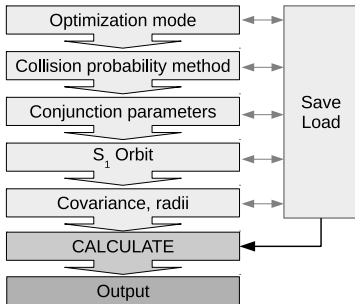 Optimization mode
Collision probability method
Conjunction parameters
S₁ Orbit
Covariance, radii
CALCULATE
Output
Save
Load